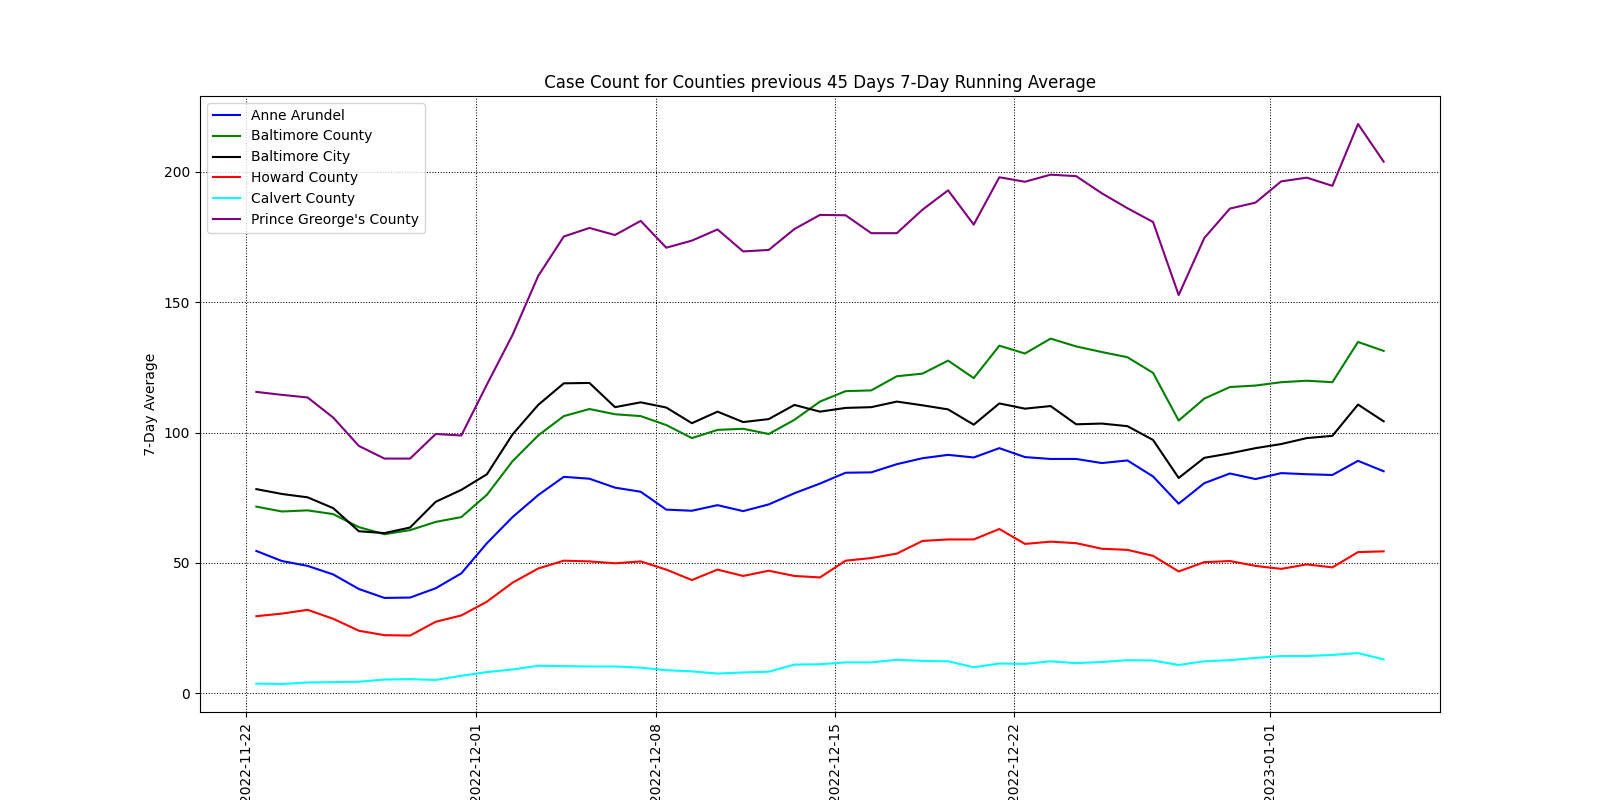 Case Count for Counties previous 45 Days 7-Day Running Average
Anne Arundel
Baltimore County
Baltimore City
Howard County
Calvert County
Prince Greorge's County
7-Day Average
200
150
100
50
0
2022-11-22
2022-12-01
2022-12-08
2022-12-15
2022-12-22
2023-01-01